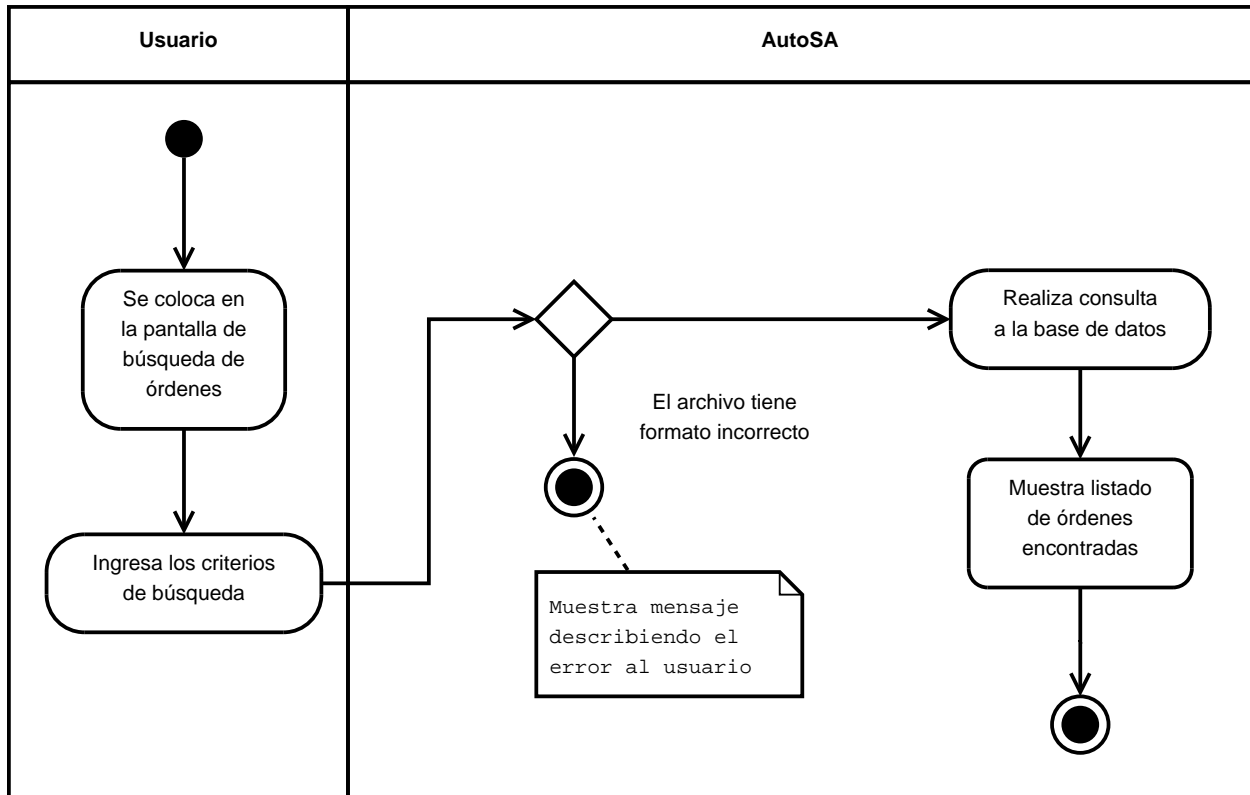 Usuario
AutoSA
Se coloca en
la pantalla de
búsqueda de
órdenes
Ingresa los criterios
de búsqueda
El archivo tiene
formato incorrecto
Muestra mensaje
describiendo el
error al usuario
Realiza consulta
a la base de datos
Muestra listado
de órdenes
encontradas